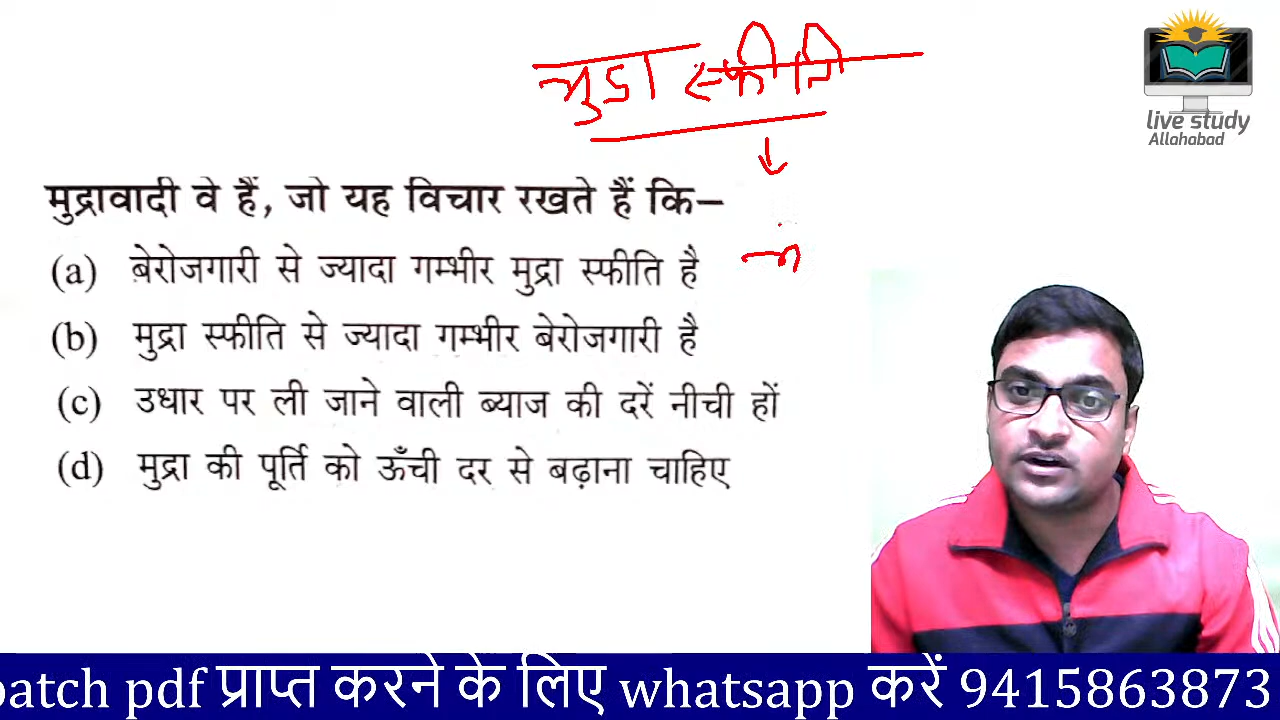 मुद्रा स्फीति
live study
Allahabad
मुद्रावादी वे हैं, जो यह विचार रखते हैं कि–
(a) बेरोजगारी से ज्यादा गम्भीर मुद्रा स्फीति है
(b) मुद्रा स्फीति से ज्यादा गम्भीर बेरोजगारी है
(c) उधार पर ली जाने वाली ब्याज की दरें नीची हों
(d) मुद्रा की पूर्ति को ऊँची दर से बढ़ाना चाहिए
patch pdf प्राप्त करने के लिए whatsapp करें 9415863873